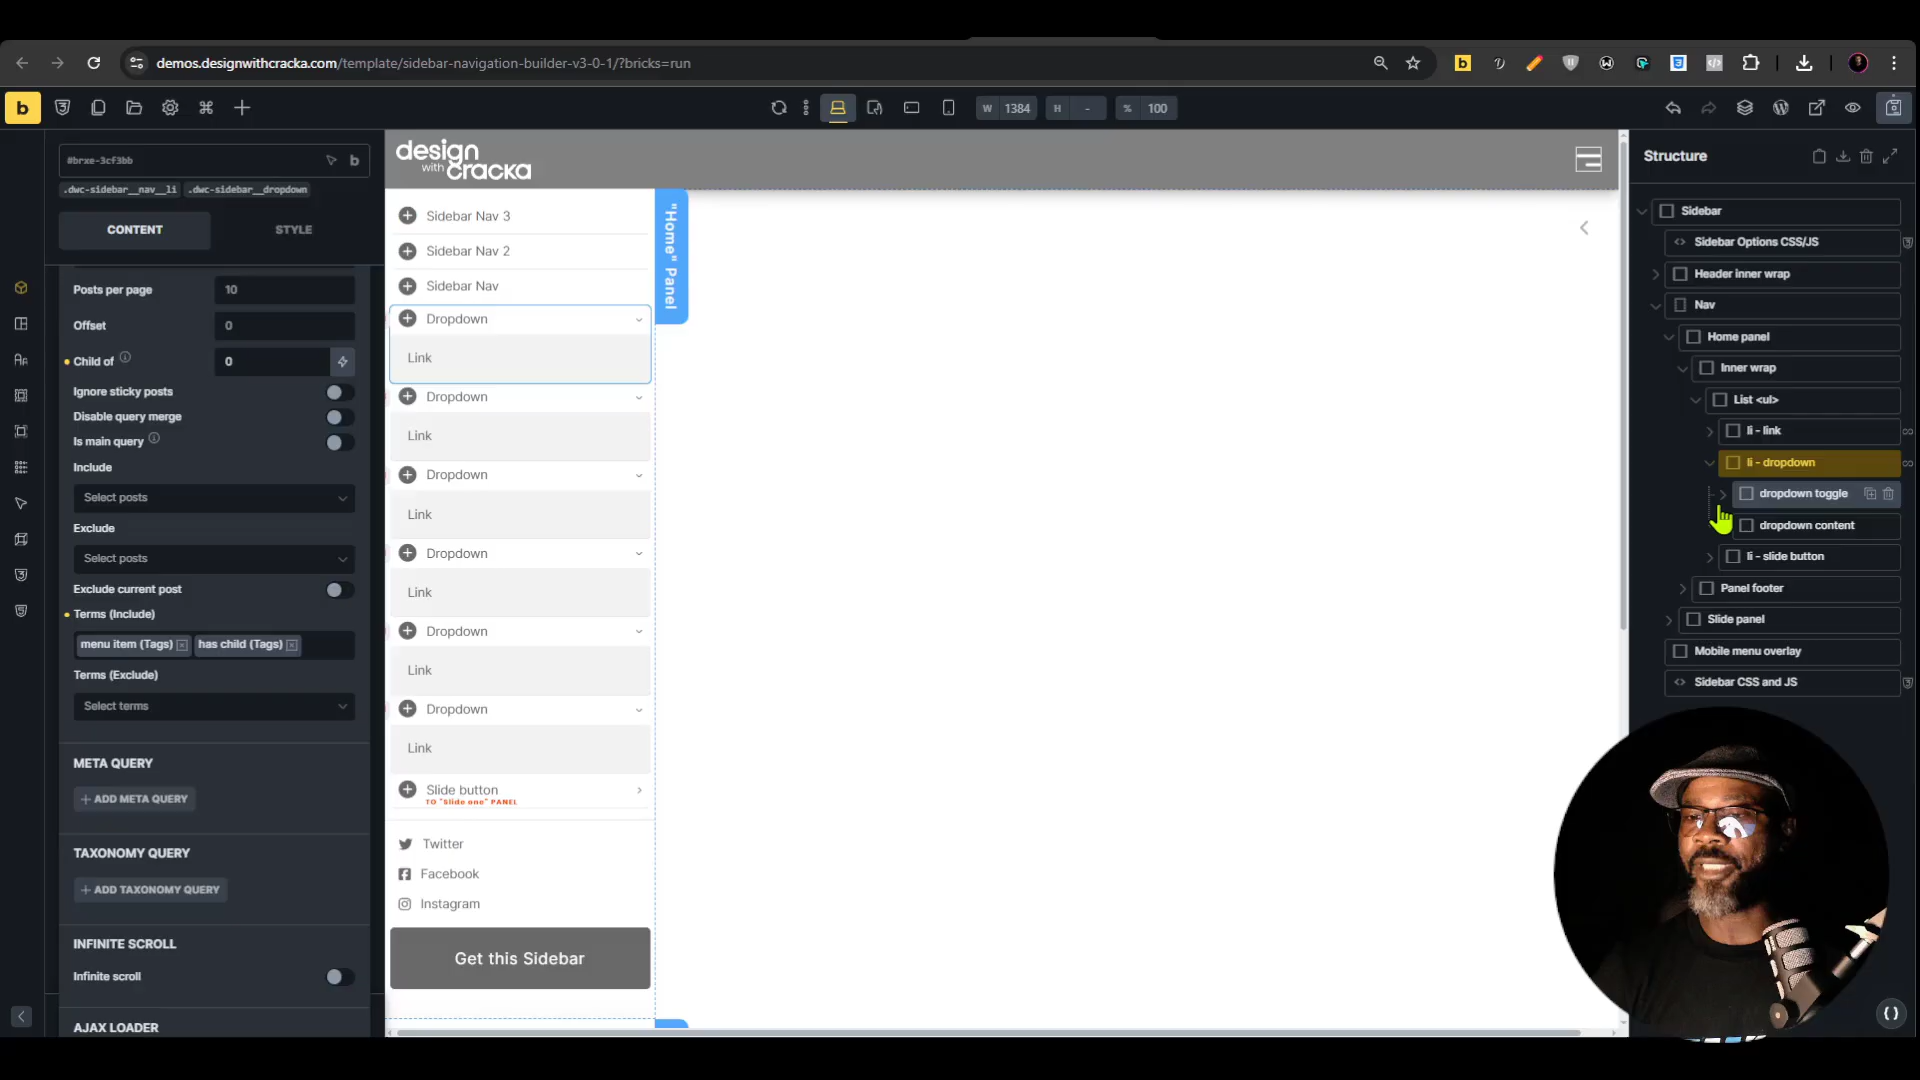 demos.designwithcracka.com/template/sidebar-navigation-builder-v3-0-1/?bricks=run
b
W 1384 H - % 100
#brxe-3cf3bb
.dwc-sidebar__nav__li .dwc-sidebar__dropdown
CONTENT STYLE
Posts per page 10
Offset 0
Child of 0
Ignore sticky posts
Disable query merge
Is main query
Include
Select posts
Exclude
Select posts
Exclude current post
Terms (Include)
menu item (Tags) has child (Tags)
Terms (Exclude)
Select terms
META QUERY
+ ADD META QUERY
TAXONOMY QUERY
+ ADD TAXONOMY QUERY
INFINITE SCROLL
Infinite scroll
AJAX LOADER
design
with cracka
Sidebar Nav 3
Sidebar Nav 2
Sidebar Nav
Dropdown
Link
Dropdown
Link
Dropdown
Link
Dropdown
Link
Dropdown
Link
Dropdown
Link
Slide button
TO "Slide one" PANEL
Twitter
Facebook
Instagram
Get this Sidebar
"Home" Panel
Structure
Sidebar
Sidebar Options CSS/JS
Header inner wrap
Nav
Home panel
Inner wrap
List <ul>
li - link
li - dropdown
dropdown toggle
dropdown content
li - slide button
Panel footer
Slide panel
Mobile menu overlay
Sidebar CSS and JS